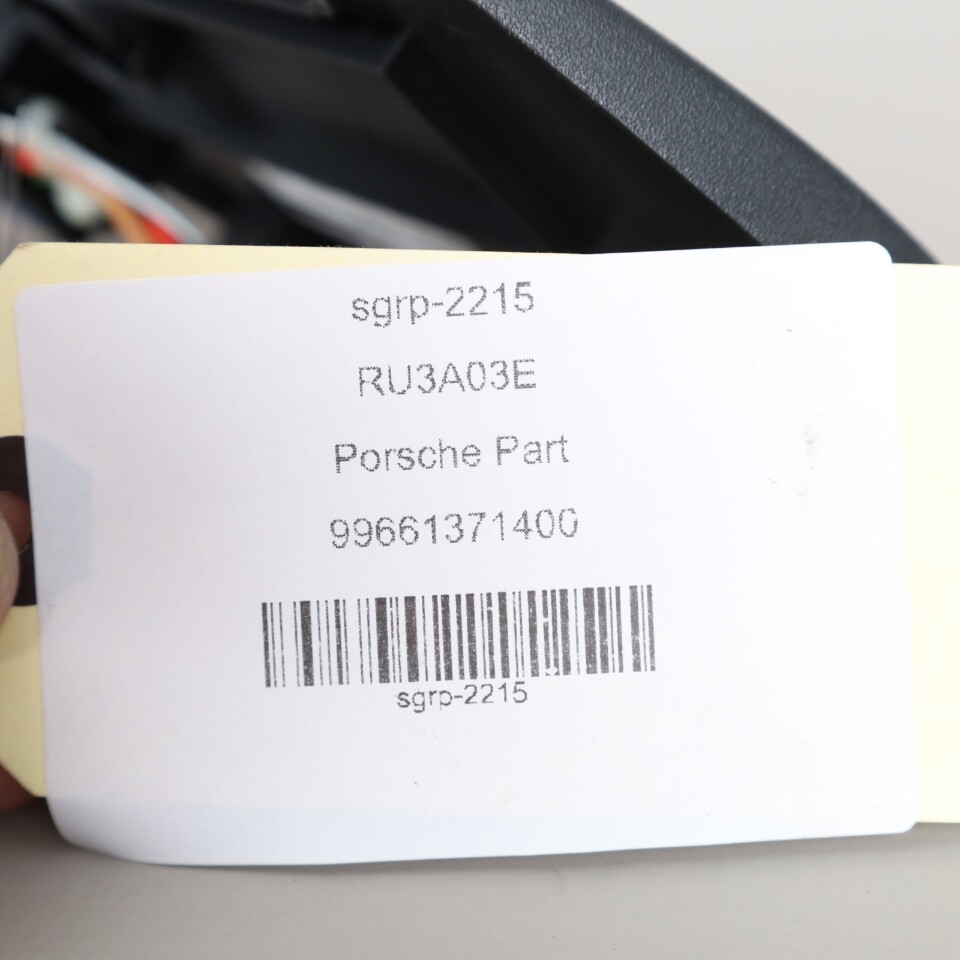 sgrp-2215
RU3A03E
Porsche Part
99661371400
sgrp-2215